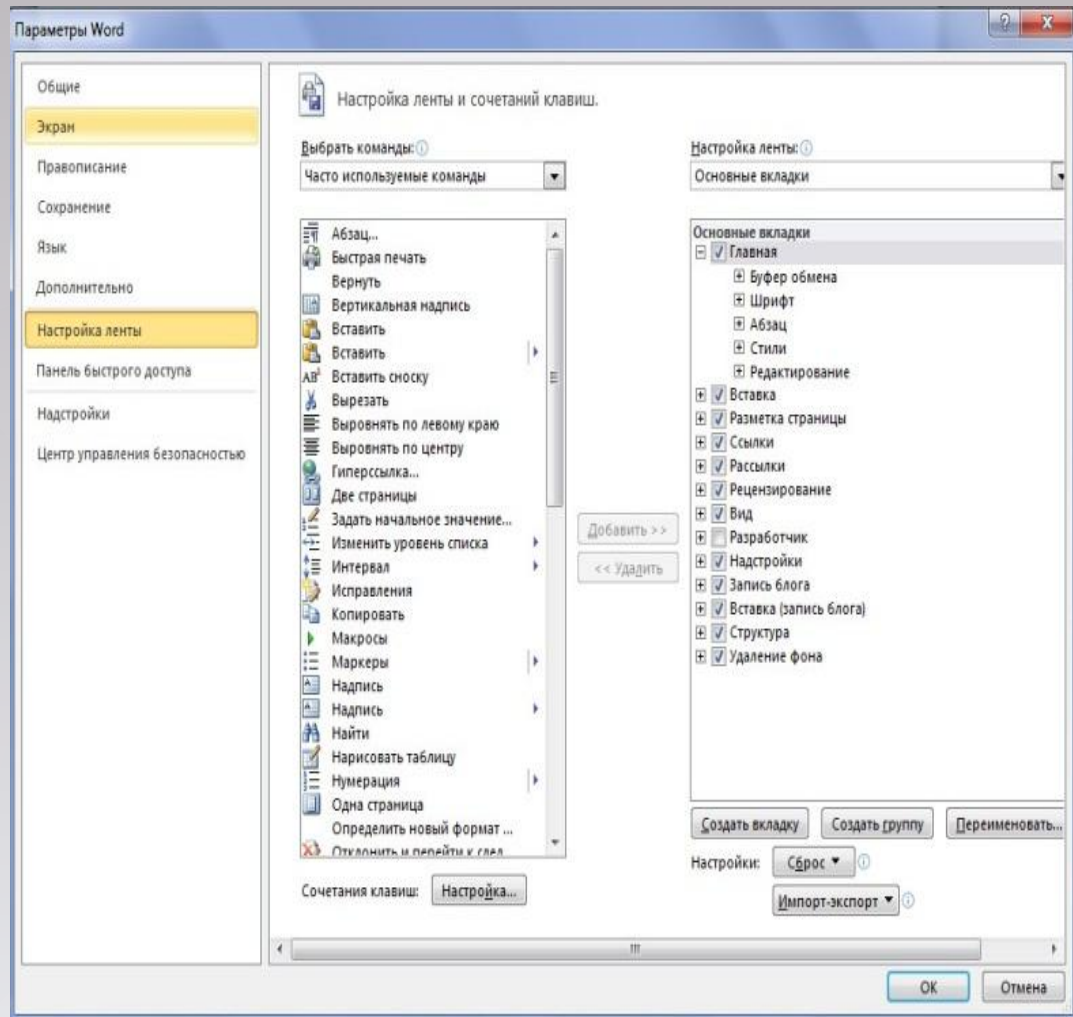 Параметры Word
Общие
Экран
Правописание
Сохранение
Язык
Дополнительно
Настройка ленты
Панель быстрого доступа
Надстройки
Центр управления безопасностью
Настройка ленты и сочетаний клавиш.
Выбрать команды:
Часто используемые команды
Абзац...
Быстрая печать
Вернуть
Вертикальная надпись
Вставить
Вставить
Вставить сноску
Вырезать
Выровнять по левому краю
Выровнять по центру
Гиперссылка...
Две страницы
Задать начальное значение...
Изменить уровень списка
Интервал
Исправления
Копировать
Макросы
Маркеры
Надпись
Надпись
Найти
Нарисовать таблицу
Нумерация
Одна страница
Определить новый формат ...
Отклонить и перейти к след
Сочетания клавиш: Настройка...
Добавить >>
<< Удалить
Настройка ленты:
Основные вкладки
Основные вкладки
Главная
Буфер обмена
Шрифт
Абзац
Стили
Редактирование
Вставка
Разметка страницы
Ссылки
Рассылки
Рецензирование
Вид
Разработчик
Надстройки
Запись блога
Вставка (запись блога)
Структура
Удаление фона
Создать вкладку Создать группу Переименовать...
Настройки: Сброс
Импорт-экспорт
ОК Отмена